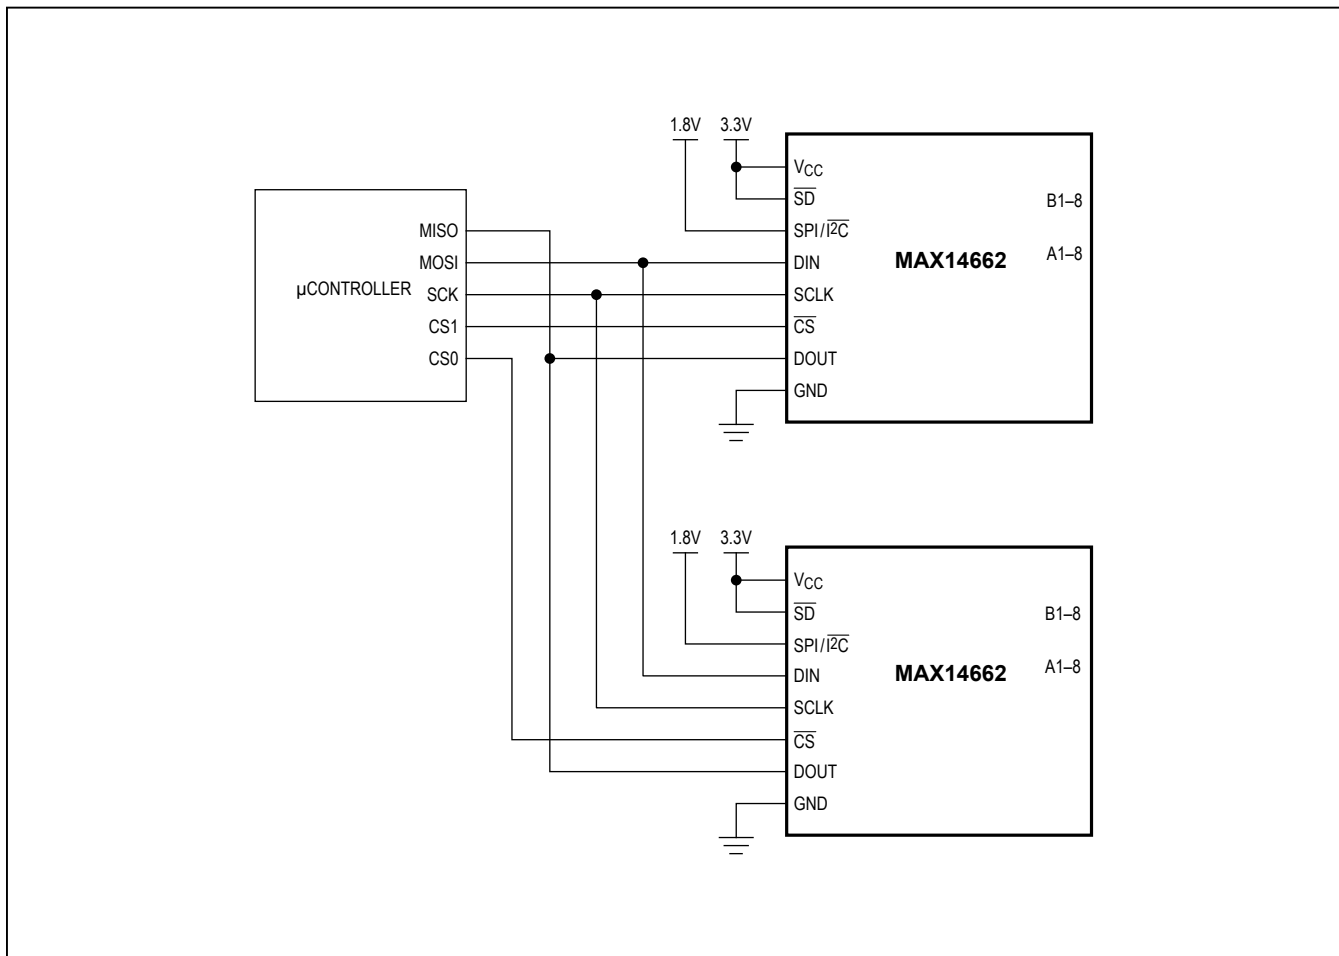 1.8V 3.3V
VCC
SD
B1–8
SPI/I2C
MISO
A1–8
MAX14662
MOSI
DIN
µCONTROLLER
SCK
SCLK
CS1
CS
CS0
DOUT
GND
1.8V 3.3V
VCC
SD
B1–8
SPI/I2C
A1–8
MAX14662
DIN
SCLK
CS
DOUT
GND